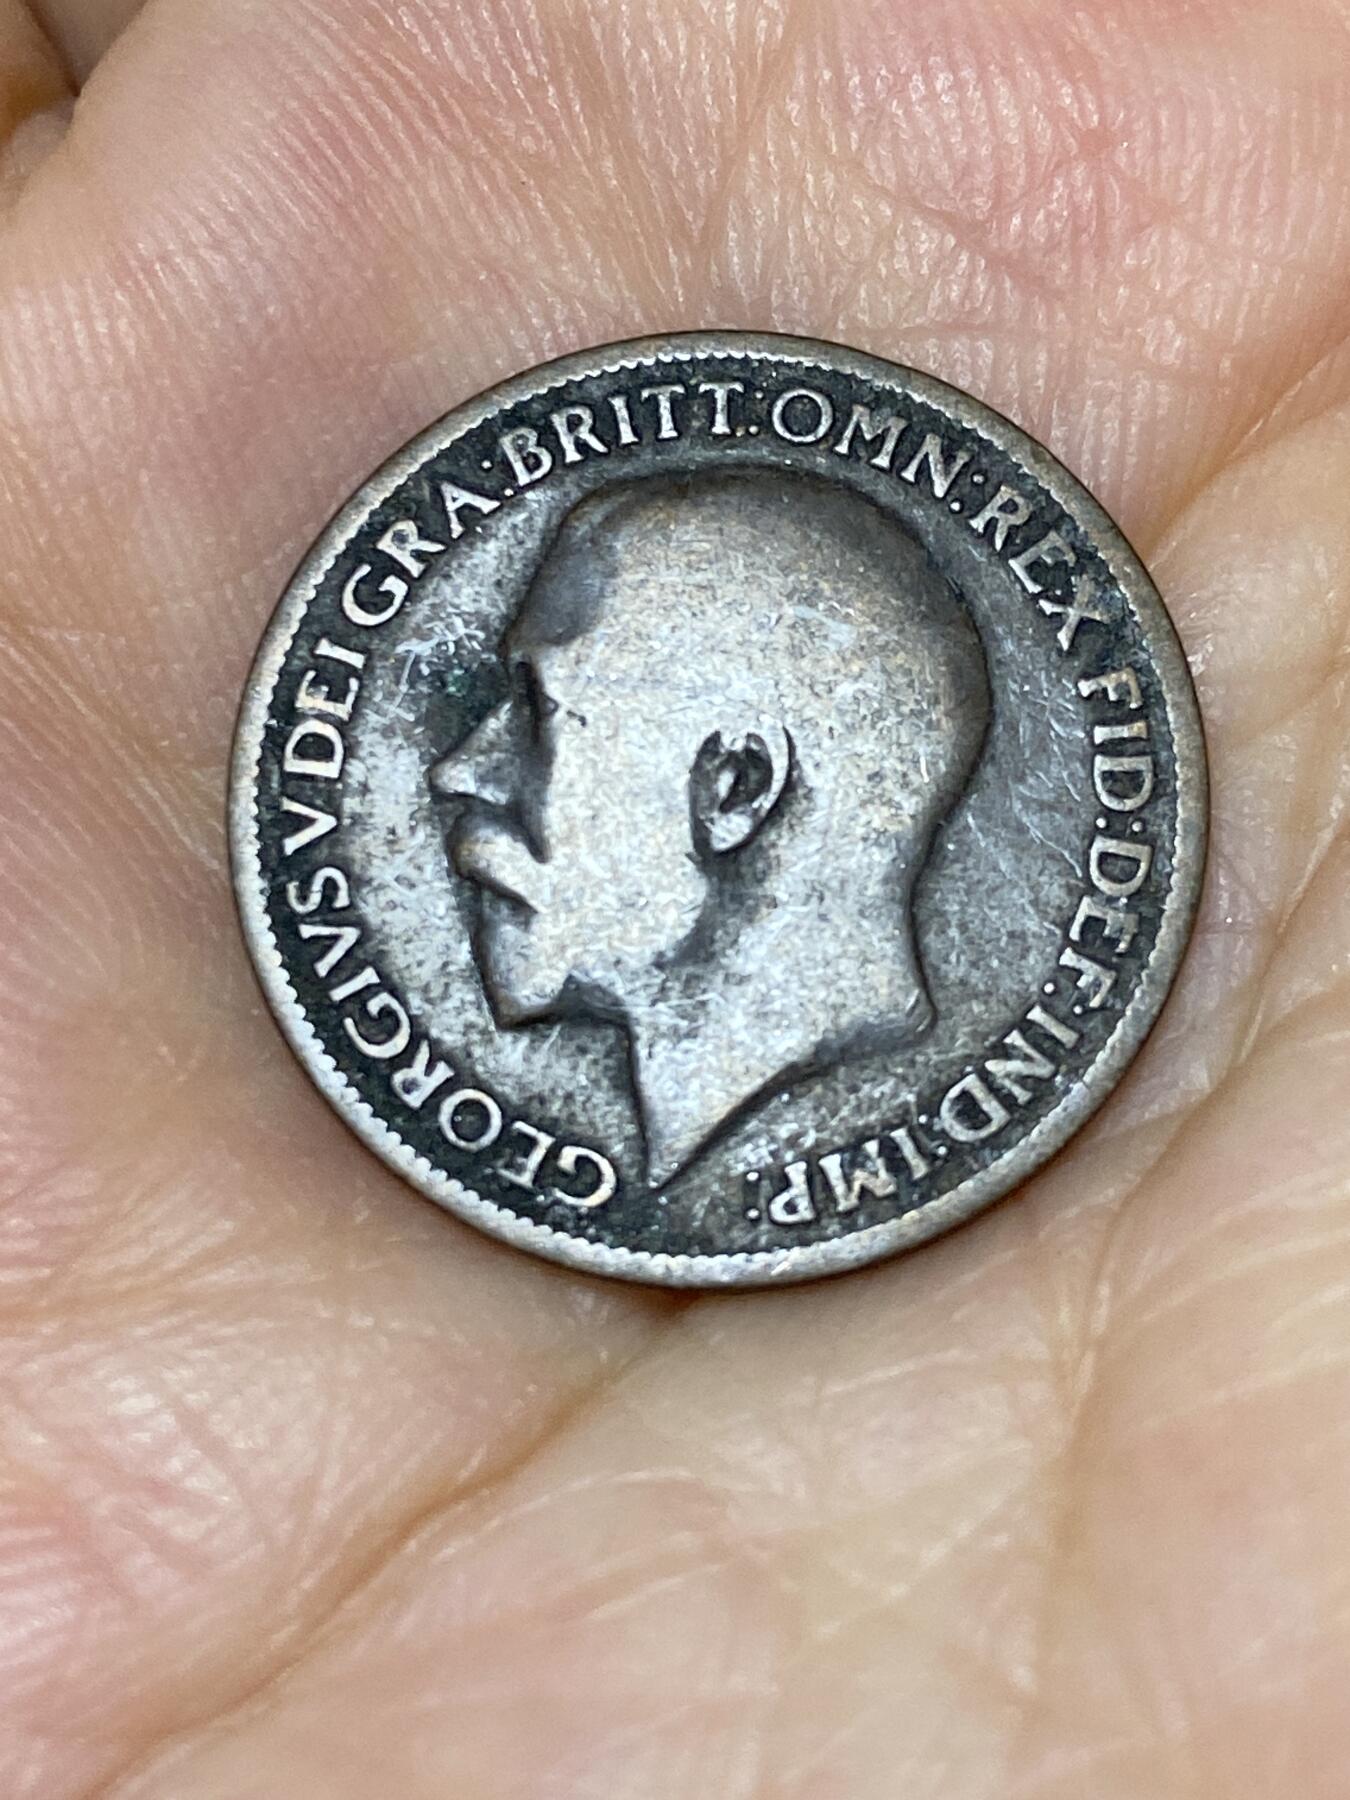 GEORGIVS V DEI GRA: BRITT: OMN: REX FID: DEF: IND: IMP: